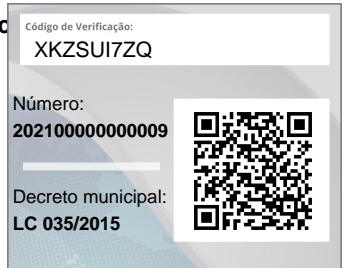 Código de Verificação:
XKZSUI7ZQ
Número:
202100000000009
Decreto municipal:
LC 035/2015